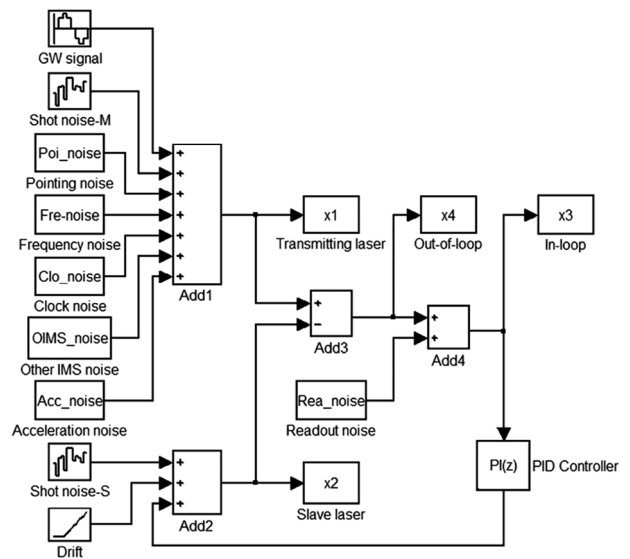 GW signal
Shot noise-M
Poi_noise
Pointing noise
Fre-noise
Frequency noise
Clo_noise
Clock noise
OIMS_noise
Other IMS noise
Acc_noise
Acceleration noise
Shot noise-S
Drift
+
+
+
+
+
+
+
Add1
+
+
+
Add2
x1
Transmitting laser
+
−
Add3
Rea_noise
Readout noise
x2
Slave laser
x4
Out-of-loop
+
+
Add4
x3
In-loop
PI(z)
PID Controller